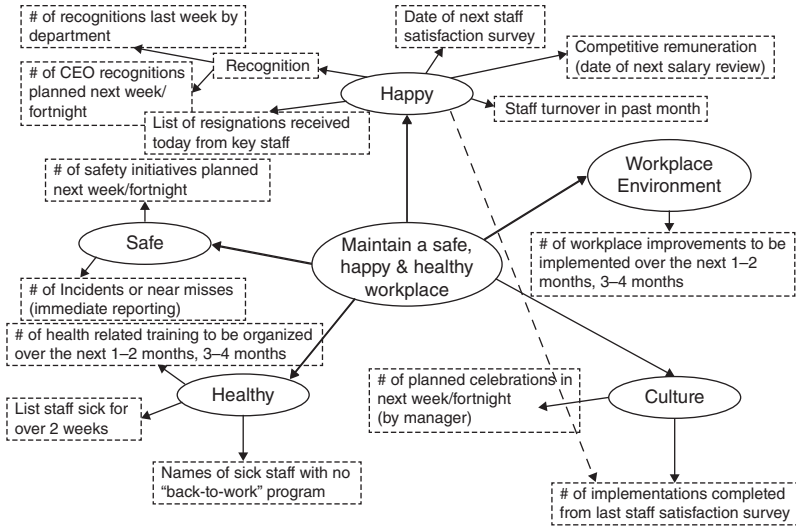 # of recognitions last week by
department
Date of next staff
satisfaction survey
Competitive remuneration
(date of next salary review)
Recognition
# of CEO recognitions
planned next week/
fortnight
Happy
Staff turnover in past month
List of resignations received
today from key staff
# of safety initiatives planned
next week/fortnight
Workplace
Environment
Safe
Maintain a safe,
happy & healthy
workplace
# of workplace improvements to be
implemented over the next 1–2
months, 3–4 months
# of Incidents or near misses
(immediate reporting)
# of health related training to be organized
over the next 1–2 months, 3–4 months
Healthy
# of planned celebrations in
next week/fortnight
(by manager)
Culture
List staff sick for
over 2 weeks
Names of sick staff with no
“back-to-work” program
# of implementations completed
from last staff satisfaction survey